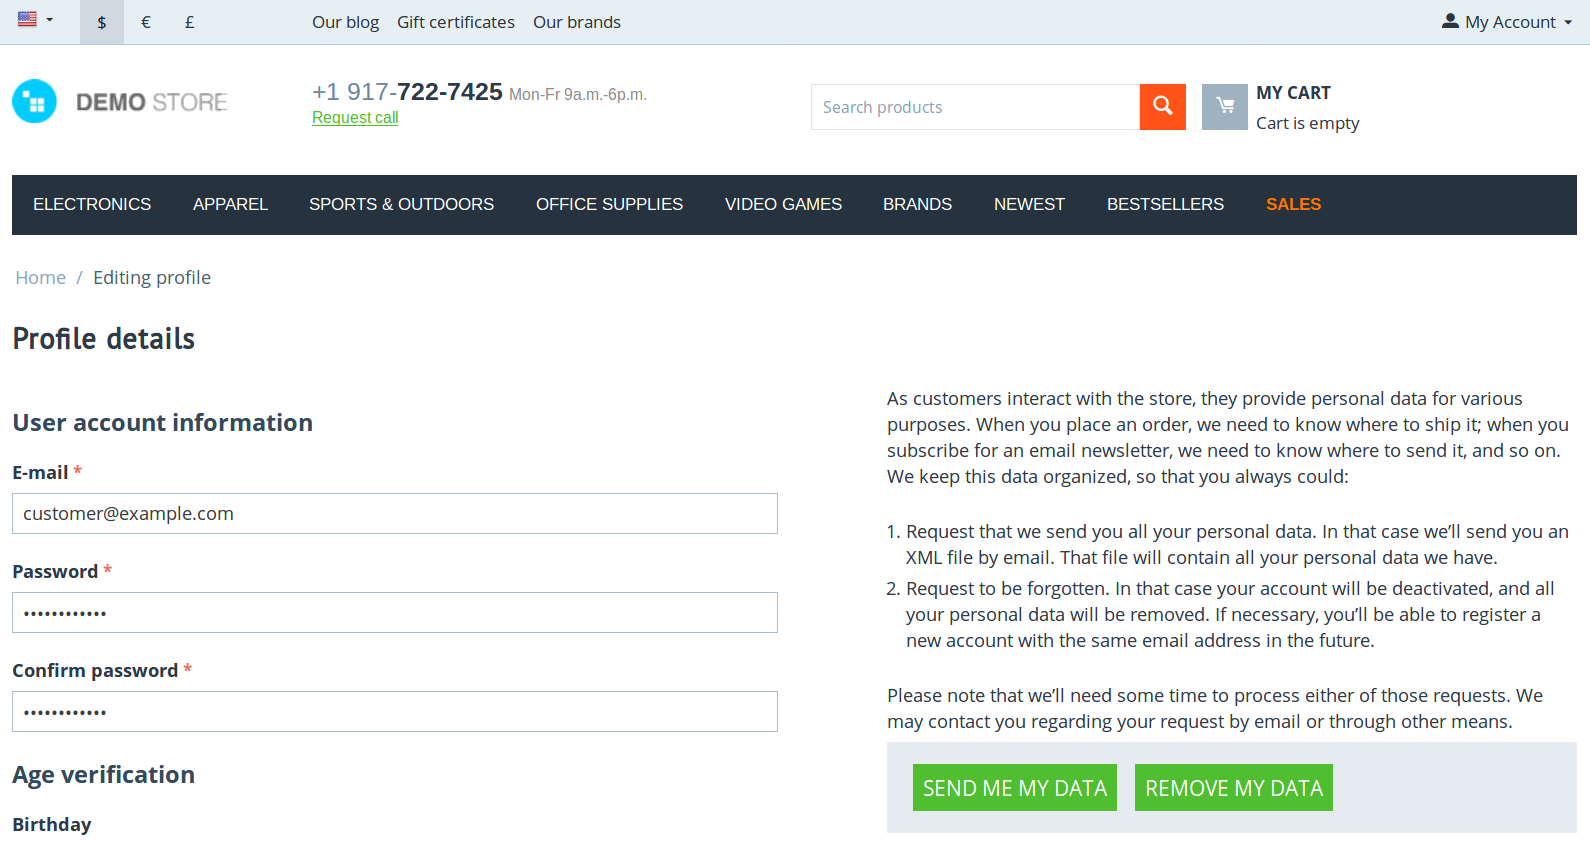 $ € £ Our blog Gift certificates Our brands My Account
DEMO STORE
+1 917-722-7425 Mon-Fr 9a.m.-6p.m.
Request call
Search products
MY CART
Cart is empty
ELECTRONICS APPAREL SPORTS & OUTDOORS OFFICE SUPPLIES VIDEO GAMES BRANDS NEWEST BESTSELLERS SALES
Home / Editing profile
Profile details
User account information
E-mail *
customer@example.com
Password *
••••••••••••
Confirm password *
••••••••••••
Age verification
Birthday
As customers interact with the store, they provide personal data for various
purposes. When you place an order, we need to know where to ship it; when you
subscribe for an email newsletter, we need to know where to send it, and so on.
We keep this data organized, so that you always could:
1. Request that we send you all your personal data. In that case we’ll send you an
XML file by email. That file will contain all your personal data we have.
2. Request to be forgotten. In that case your account will be deactivated, and all
your personal data will be removed. If necessary, you’ll be able to register a
new account with the same email address in the future.
Please note that we’ll need some time to process either of those requests. We
may contact you regarding your request by email or through other means.
SEND ME MY DATA REMOVE MY DATA